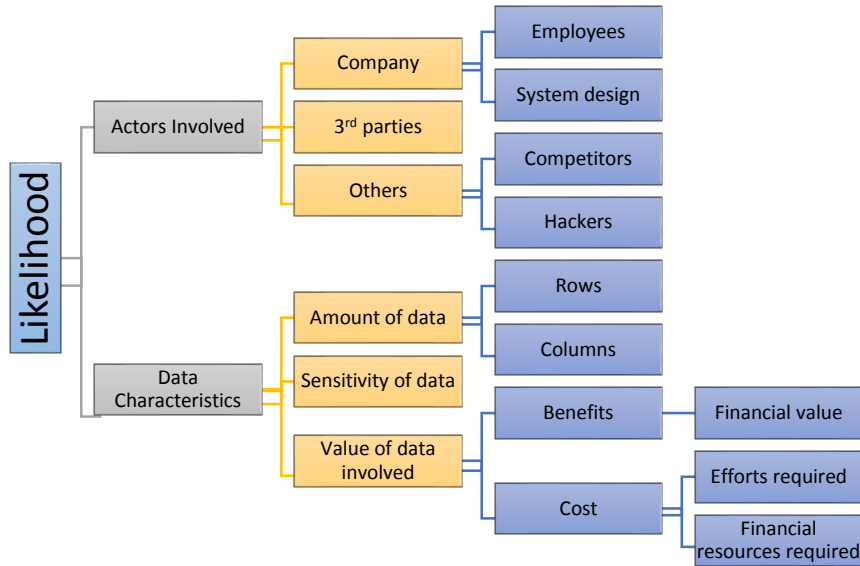 Likelihood
Actors Involved
Company
Employees
System design
3rd parties
Others
Competitors
Hackers
Data
Characteristics
Amount of data
Rows
Columns
Sensitivity of data
Value of data
involved
Benefits
Financial value
Cost
Efforts required
Financial
resources required